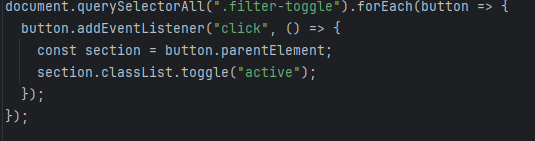 document.querySelectorAll(".filter-toggle").forEach(button => {
  button.addEventListener("click", () => {
    const section = button.parentElement;
    section.classList.toggle("active");
  });
});